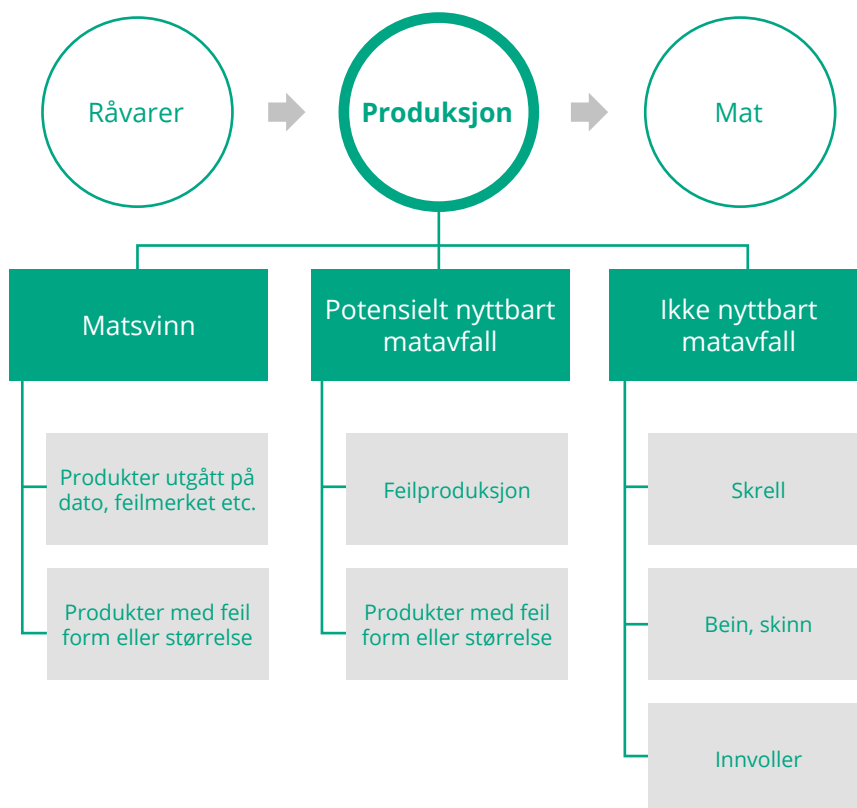 Råvarer
Produksjon
Mat
Matsvinn
Potensielt nyttbart
matavfall
Ikke nyttbart
matavfall
Produkter utgått på
dato, feilmerket etc.
Feilproduksjon
Skrell
Produkter med feil
form eller størrelse
Produkter med feil
form eller størrelse
Bein, skinn
Innvoller